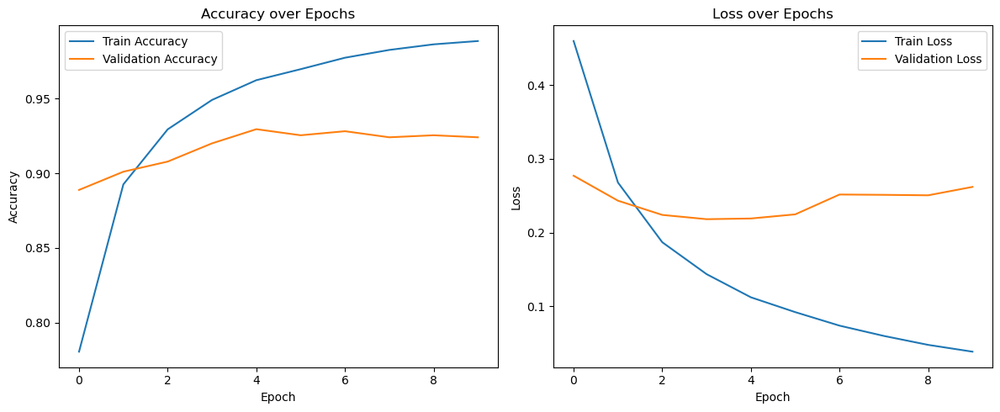 Accuracy over Epochs
Train Accuracy
Validation Accuracy
0.95
0.90
0.85
0.80
Accuracy
0 2 4 6 8
Epoch
Loss over Epochs
Train Loss
Validation Loss
0.4
0.3
0.2
0.1
Loss
0 2 4 6 8
Epoch